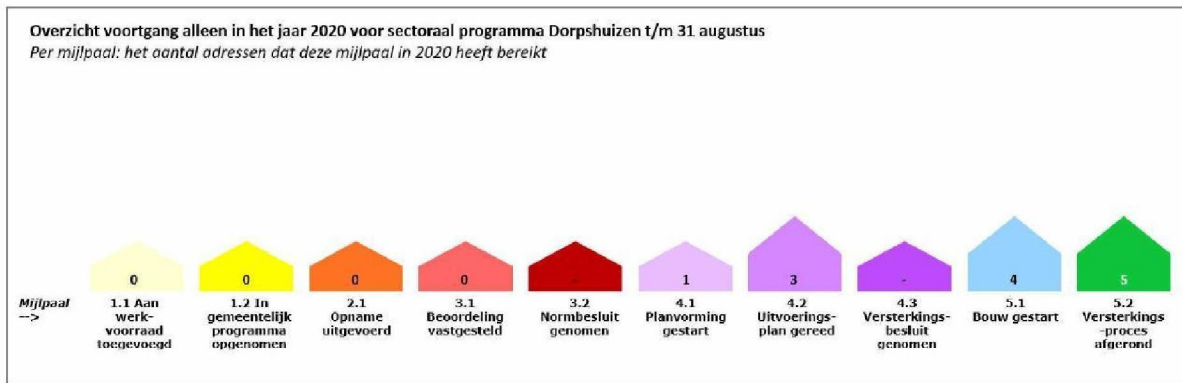 Overzicht voortgang alleen in het jaar 2020 voor sectoraal programma Dorpshuizen t/m 31 augustus
Per mijlpaal: het aantal adressen dat deze mijlpaal in 2020 heeft bereikt
0 0 0 0 - 1 3 - 4 5
Mijlpaal 1.1 Aan 1.2 In 2.1 3.1 3.2 4.1 4.2 4.3 5.1 5.2
--> werk- gemeentelijk Opname Beoordeling Normbesluit Planvorming Uitvoerings- Versterkings- Bouw gestart Versterkings
voorraad programma uitgevoerd vastgesteld genomen gestart plan gereed besluit -proces
toegevoegd opgenomen genomen afgerond